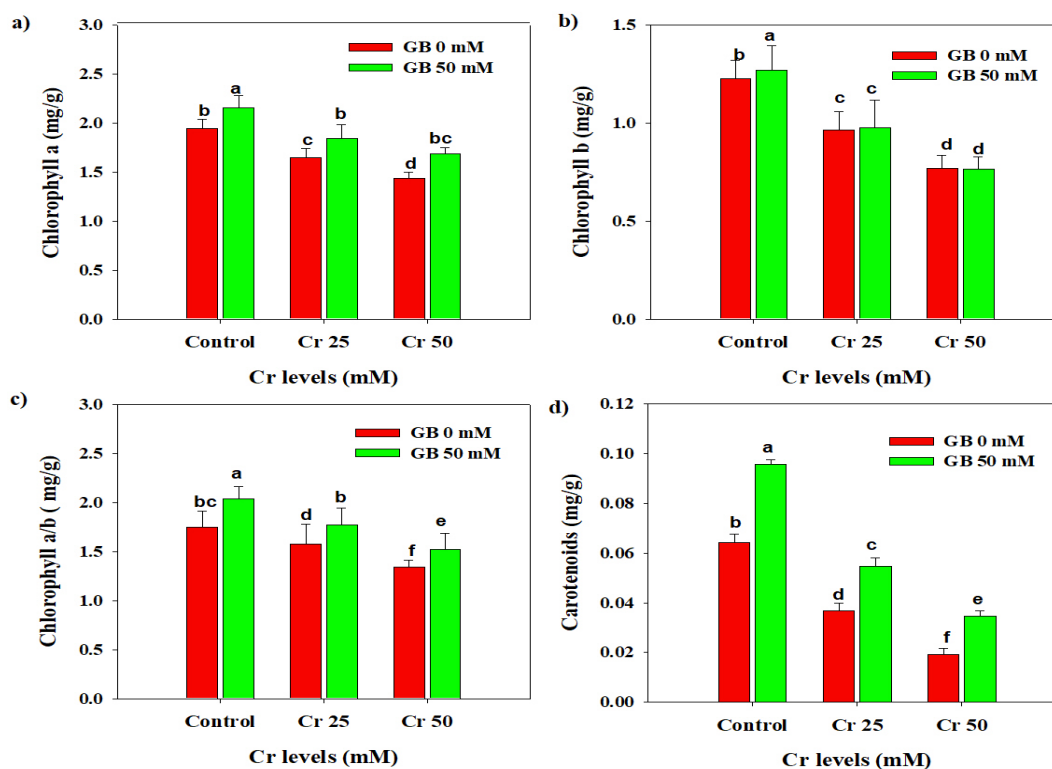 a)
Chlorophyll a (mg/g)
3.0
2.5
2.0
1.5
1.0
0.5
0.0
GB 0 mM
GB 50 mM
b
a
c
b
d
bc
Control Cr 25 Cr 50
Cr levels (mM)
b)
Chlorophyll b (mg/g)
1.5
1.0
0.5
0.0
GB 0 mM
GB 50 mM
b
a
c
c
d
d
Control Cr 25 Cr 50
Cr levels (mM)
c)
Chlorophyll a/b ( mg/g)
3.0
2.5
2.0
1.5
1.0
0.5
0.0
GB 0 mM
GB 50 mM
bc
a
d
b
f
e
Control Cr 25 Cr 50
Cr levels (mM)
d)
Carotenoids (mg/g)
0.12
0.10
0.08
0.06
0.04
0.02
0.00
GB 0 mM
GB 50 mM
b
a
d
c
f
e
Control Cr 25 Cr 50
Cr levels (mM)